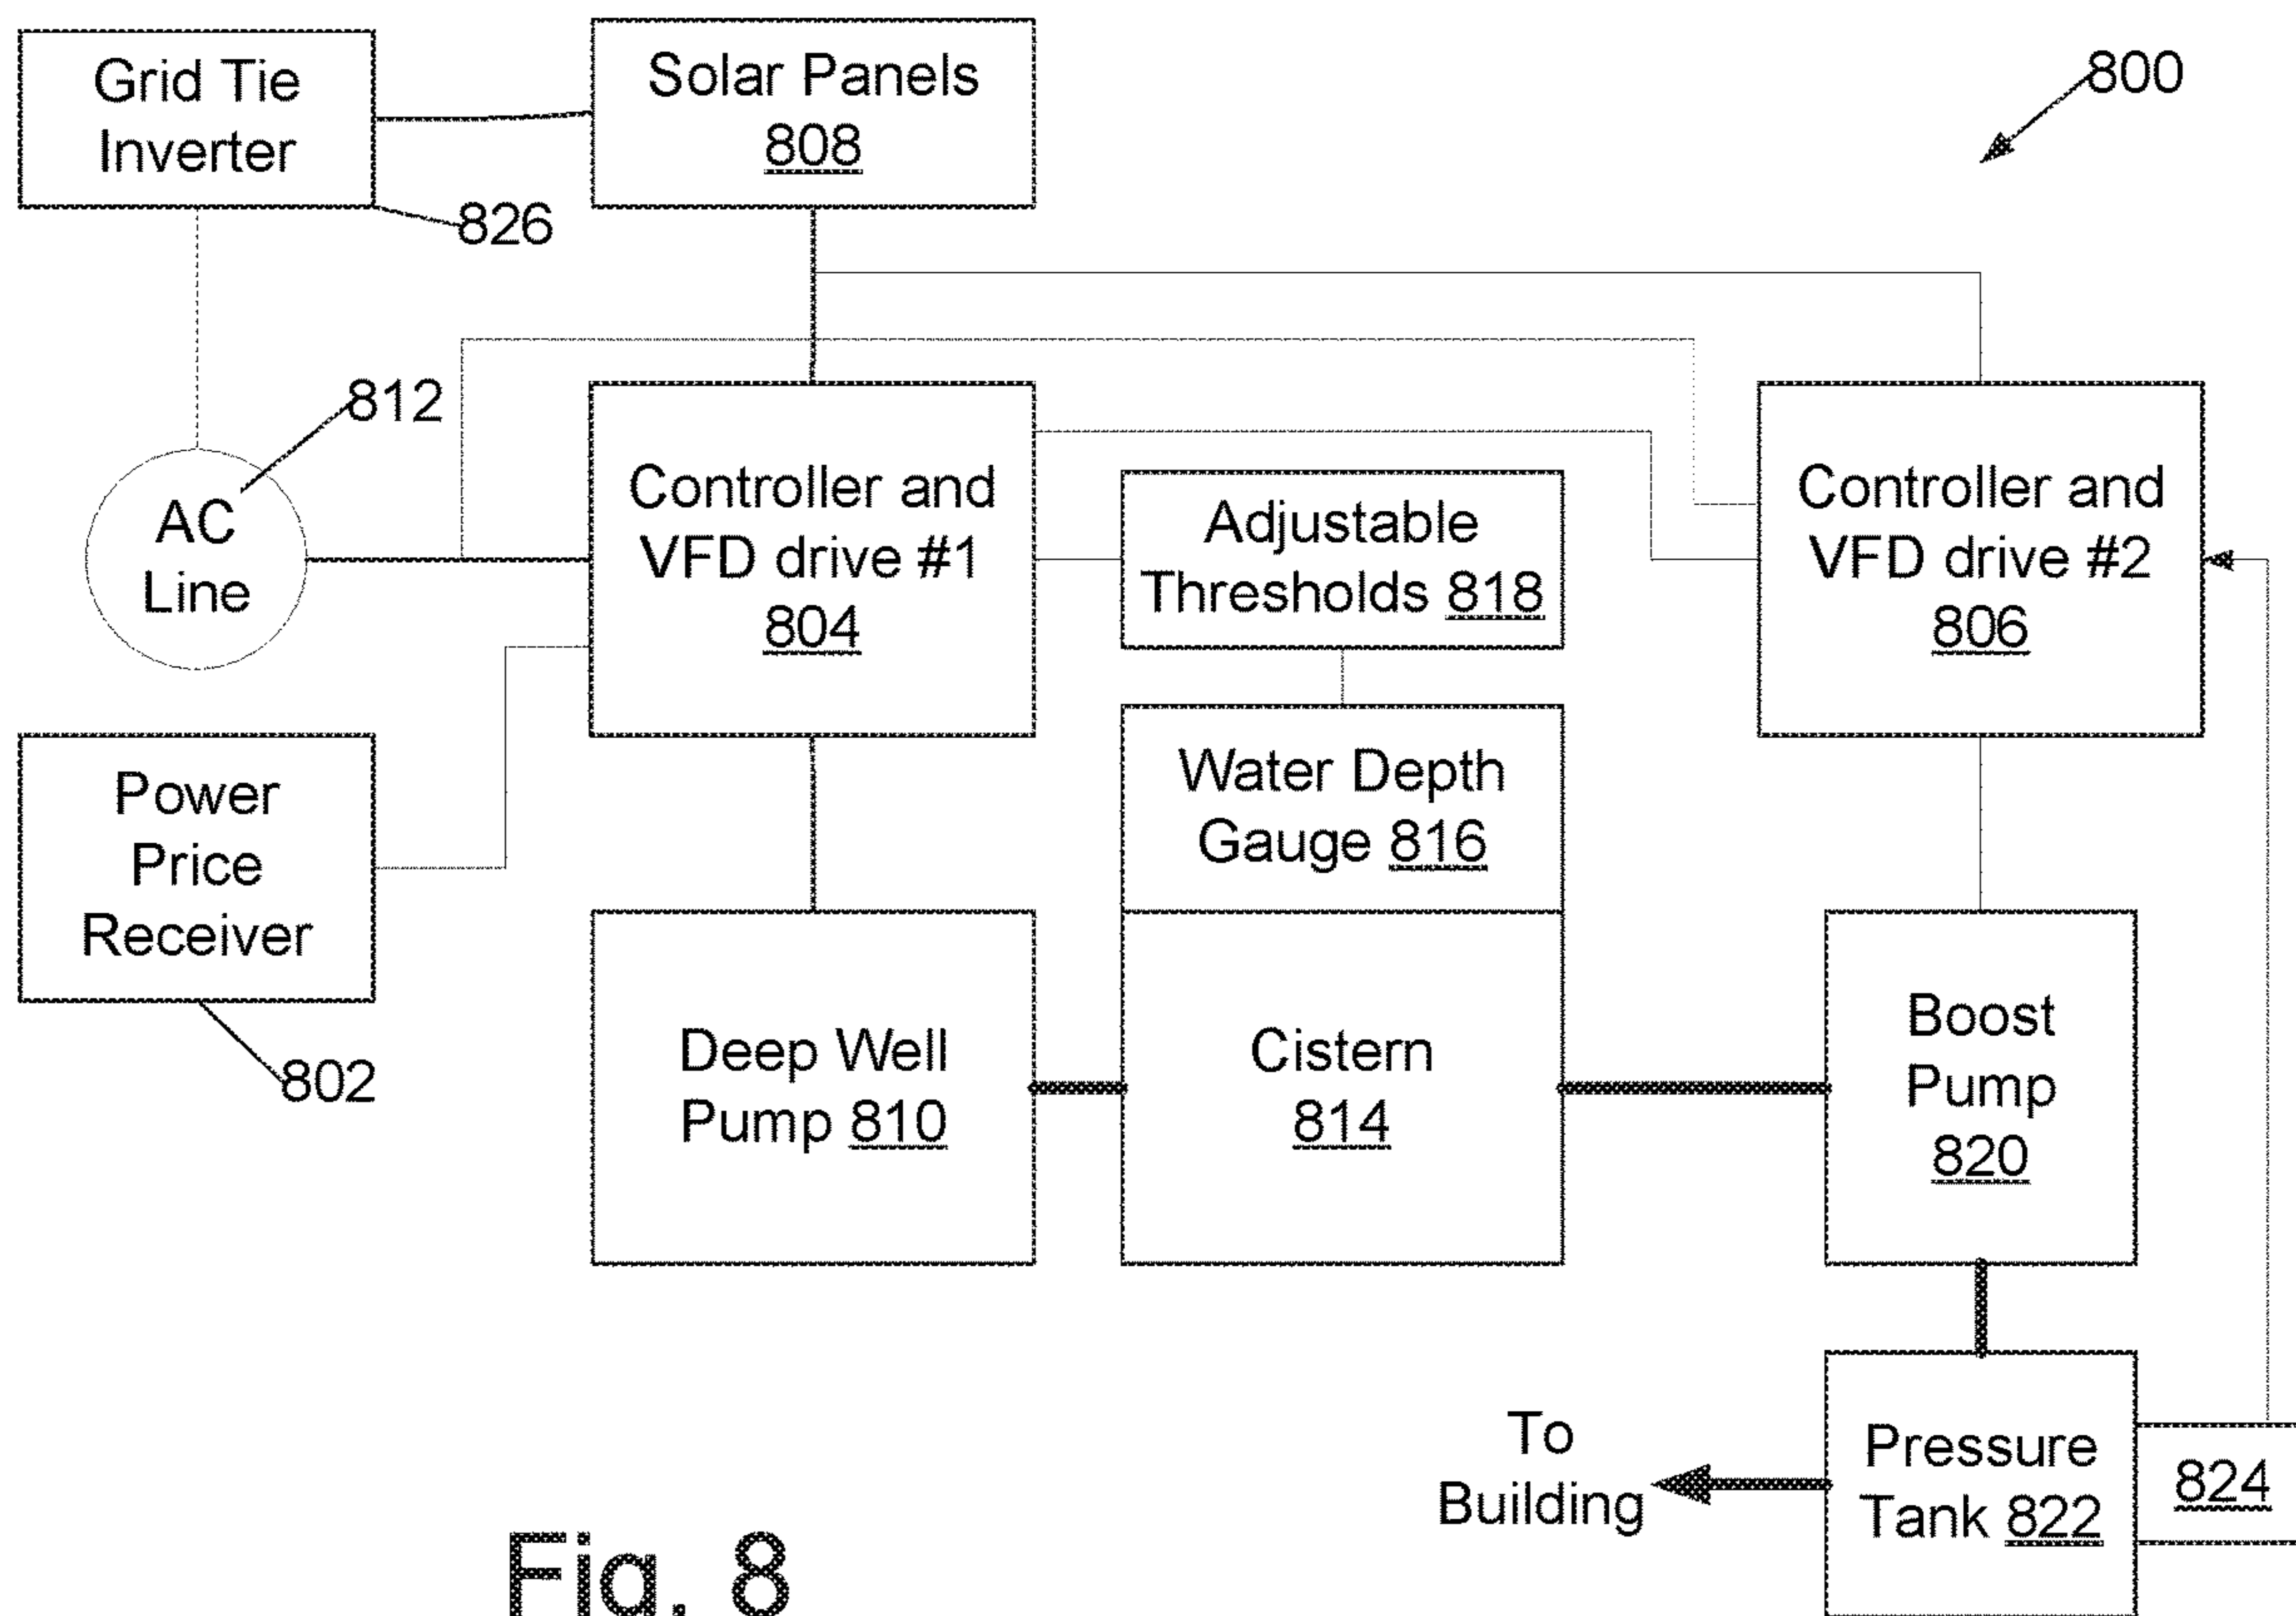 Grid Tie
Inverter
826
Solar Panels
808
800
812
AC
Line
Controller and
VFD drive #1
804
Adjustable
Thresholds 818
Controller and
VFD drive #2
806
Power
Price
Receiver
802
Water Depth
Gauge 816
Deep Well
Pump 810
Cistern
814
Boost
Pump
820
To
Building
Pressure
Tank 822
824
Fig. 8